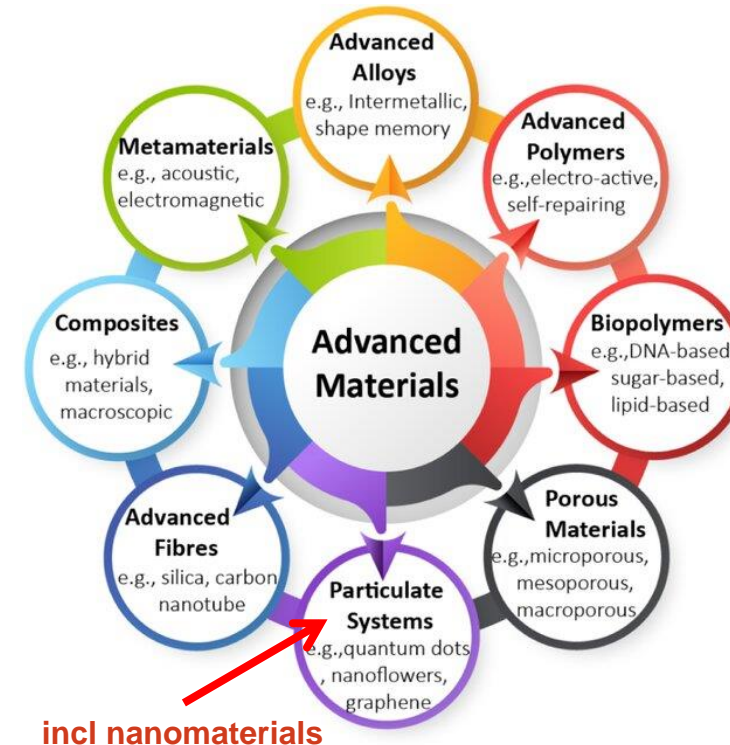 Advanced
Alloys
e.g., Intermetallic,
shape memory
Advanced
Polymers
e.g.,electro-active,
self-repairing
Biopolymers
e.g.,DNA-based
sugar-based,
lipid-based
Porous
Materials
e.g.,microporous,
mesoporous,
macroporous
Particulate
Systems
e.g.,quantum dots
, nanoflowers,
graphene
Advanced
Fibres
e.g., silica, carbon
nanotube
Composites
e.g., hybrid
materials,
macroscopic
Metamaterials
e.g., acoustic,
electromagnetic
Advanced
Materials
incl nanomaterials